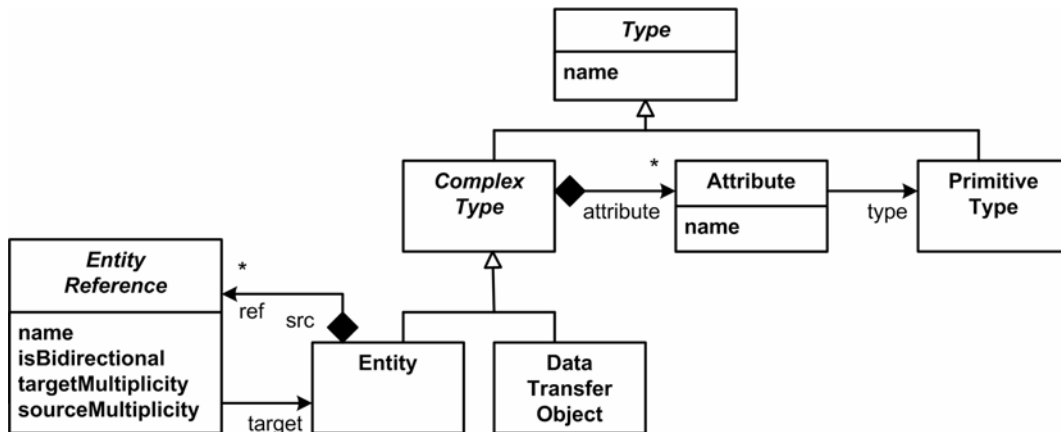 Type
name
Complex
Type
*
attribute
Attribute
name
type
Primitive
Type
Entity
Reference
name
isBidirectional
targetMultiplicity
sourceMultiplicity
*
ref
src
target
Entity
Data
Transfer
Object